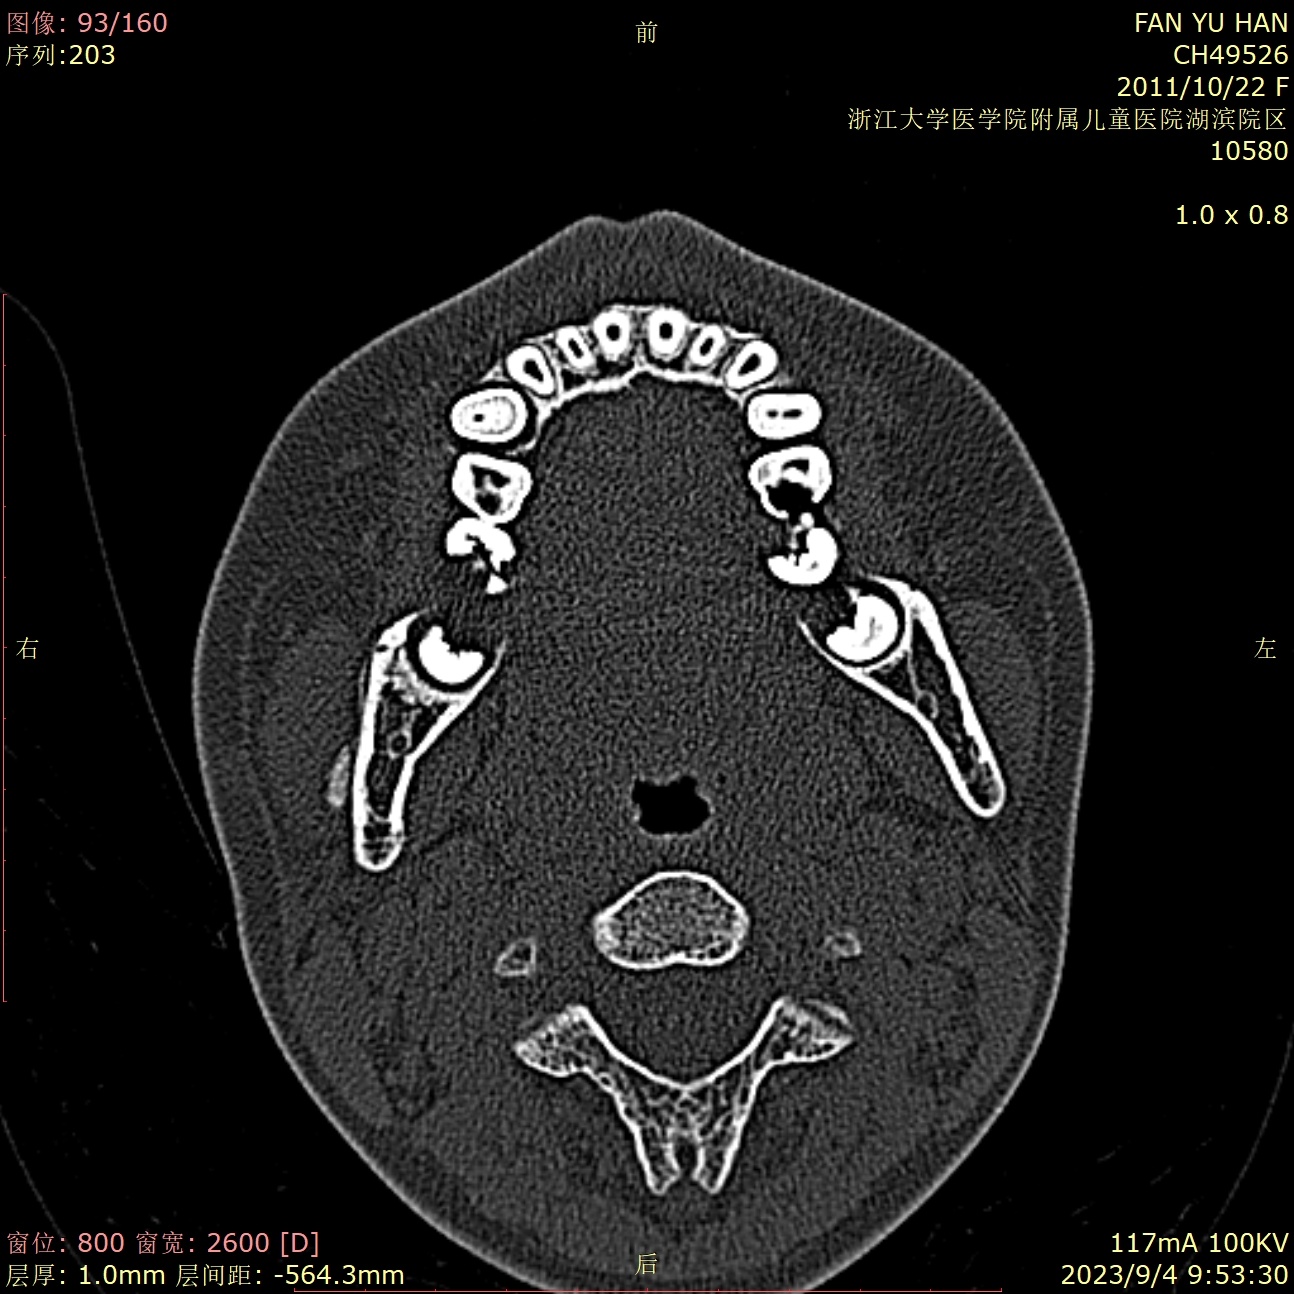 图像: 93/160
序列:203
前
FAN YU HAN
CH49526
2011/10/22 F
浙江大学医学院附属儿童医院湖滨院区
10580
1.0 x 0.8
右
左
窗位: 800 窗宽: 2600 [D]
层厚: 1.0mm 层间距: -564.3mm
后
117mA 100KV
2023/9/4 9:53:30